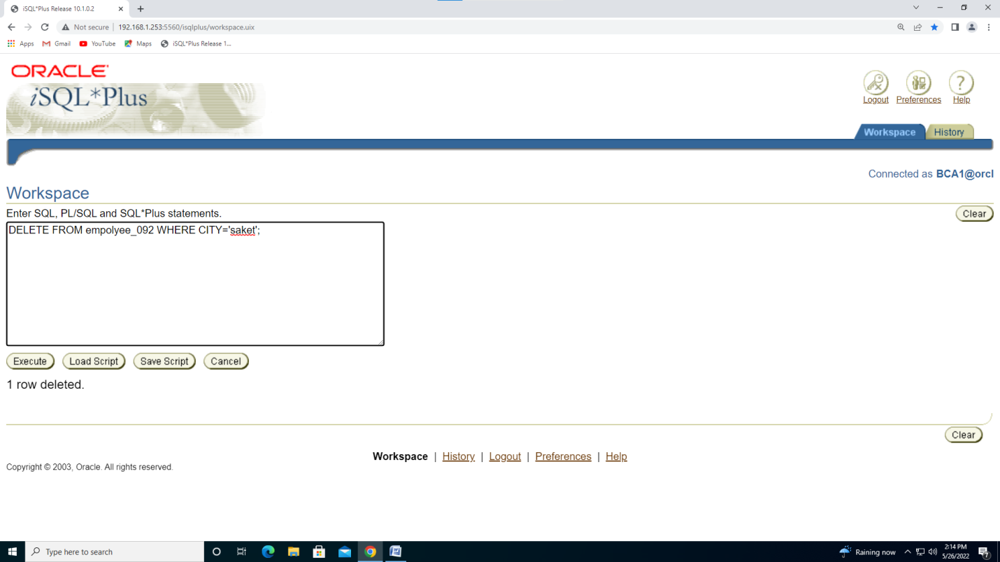 iSQL*Plus Release 10.1.0.2
Not secure | 192.168.1.253:5560/isqlplus/workspace.uix
Apps Gmail YouTube Maps iSQL*Plus Release 1...
ORACLE
iSQL*Plus
Logout Preferences Help
Workspace History
Connected as BCA1@orcl
Workspace
Enter SQL, PL/SQL and SQL*Plus statements.
Clear
DELETE FROM empolyee_092 WHERE CITY='saket';
Execute Load Script Save Script Cancel
1 row deleted.
Clear
Workspace | History | Logout | Preferences | Help
Copyright © 2003, Oracle. All rights reserved.
Type here to search
Raining now
2:14 PM
5/26/2022
7